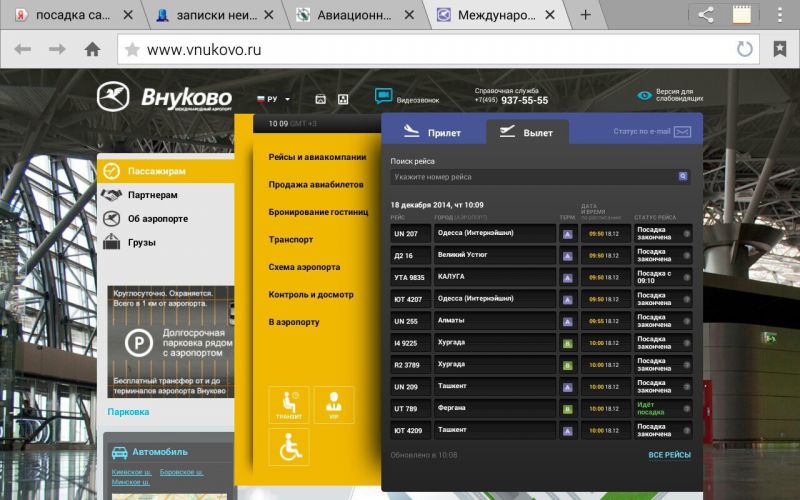 посадка са...
записки неи...
Авиационн...
Международ...
www.vnukovo.ru
Внуково
МЕЖДУНАРОДНЫЙ АЭРОПОРТ
РУ
Видеозвонок
Справочная служба
+7(495) 937-55-55
Версия для
слабовидящих
10 09 GMT +3
Прилет
Вылет
Статус по e-mail
Пассажирам
Партнерам
Об аэропорте
Грузы
Рейсы и авиакомпании
Продажа авиабилетов
Бронирование гостиниц
Транспорт
Схема аэропорта
Контроль и досмотр
В аэропорту
ТРАНЗИТ
VIP
Поиск рейса
Укажите номер рейса
18 декабря 2014, чт 10:09
РЕЙС ГОРОД (АЭРОПОРТ) ТЕРМ. ДАТА И ВРЕМЯ по расписанию СТАТУС РЕЙСА
UN 207 Одесса (Интернэйшнл) A 09:50 18.12 Посадка закончена
Д2 16 Великий Устюг A 09:50 18.12 Посадка закончена
УТА 9835 КАЛУГА A 09:50 18.12 Посадка с 09:10
ЮТ 4207 Одесса (Интернэйшнл) A 09:55 18.12 Посадка закончена
UN 255 Алматы A 09:55 18.12 Посадка закончена
I4 9225 Хургада B 10:00 18.12 Посадка закончена
R2 3789 Хургада B 10:00 18.12 Посадка закончена
UN 209 Ташкент A 10:00 18.12 Посадка закончена
UT 789 Фергана B 10:00 18.12 Идёт посадка
ЮТ 4209 Ташкент A 10:00 18.12 Посадка закончена
Обновлено в 10:08
ВСЕ РЕЙСЫ
Круглосуточно. Охраняется.
Всего в 1 км от аэропорта.
P
Долгосрочная
парковка рядом
с аэропортом
Бесплатный трансфер от и до
терминалов аэропорта Внуково
Парковка
Автомобиль
Киевское ш. Боровское ш.
Минское ш.